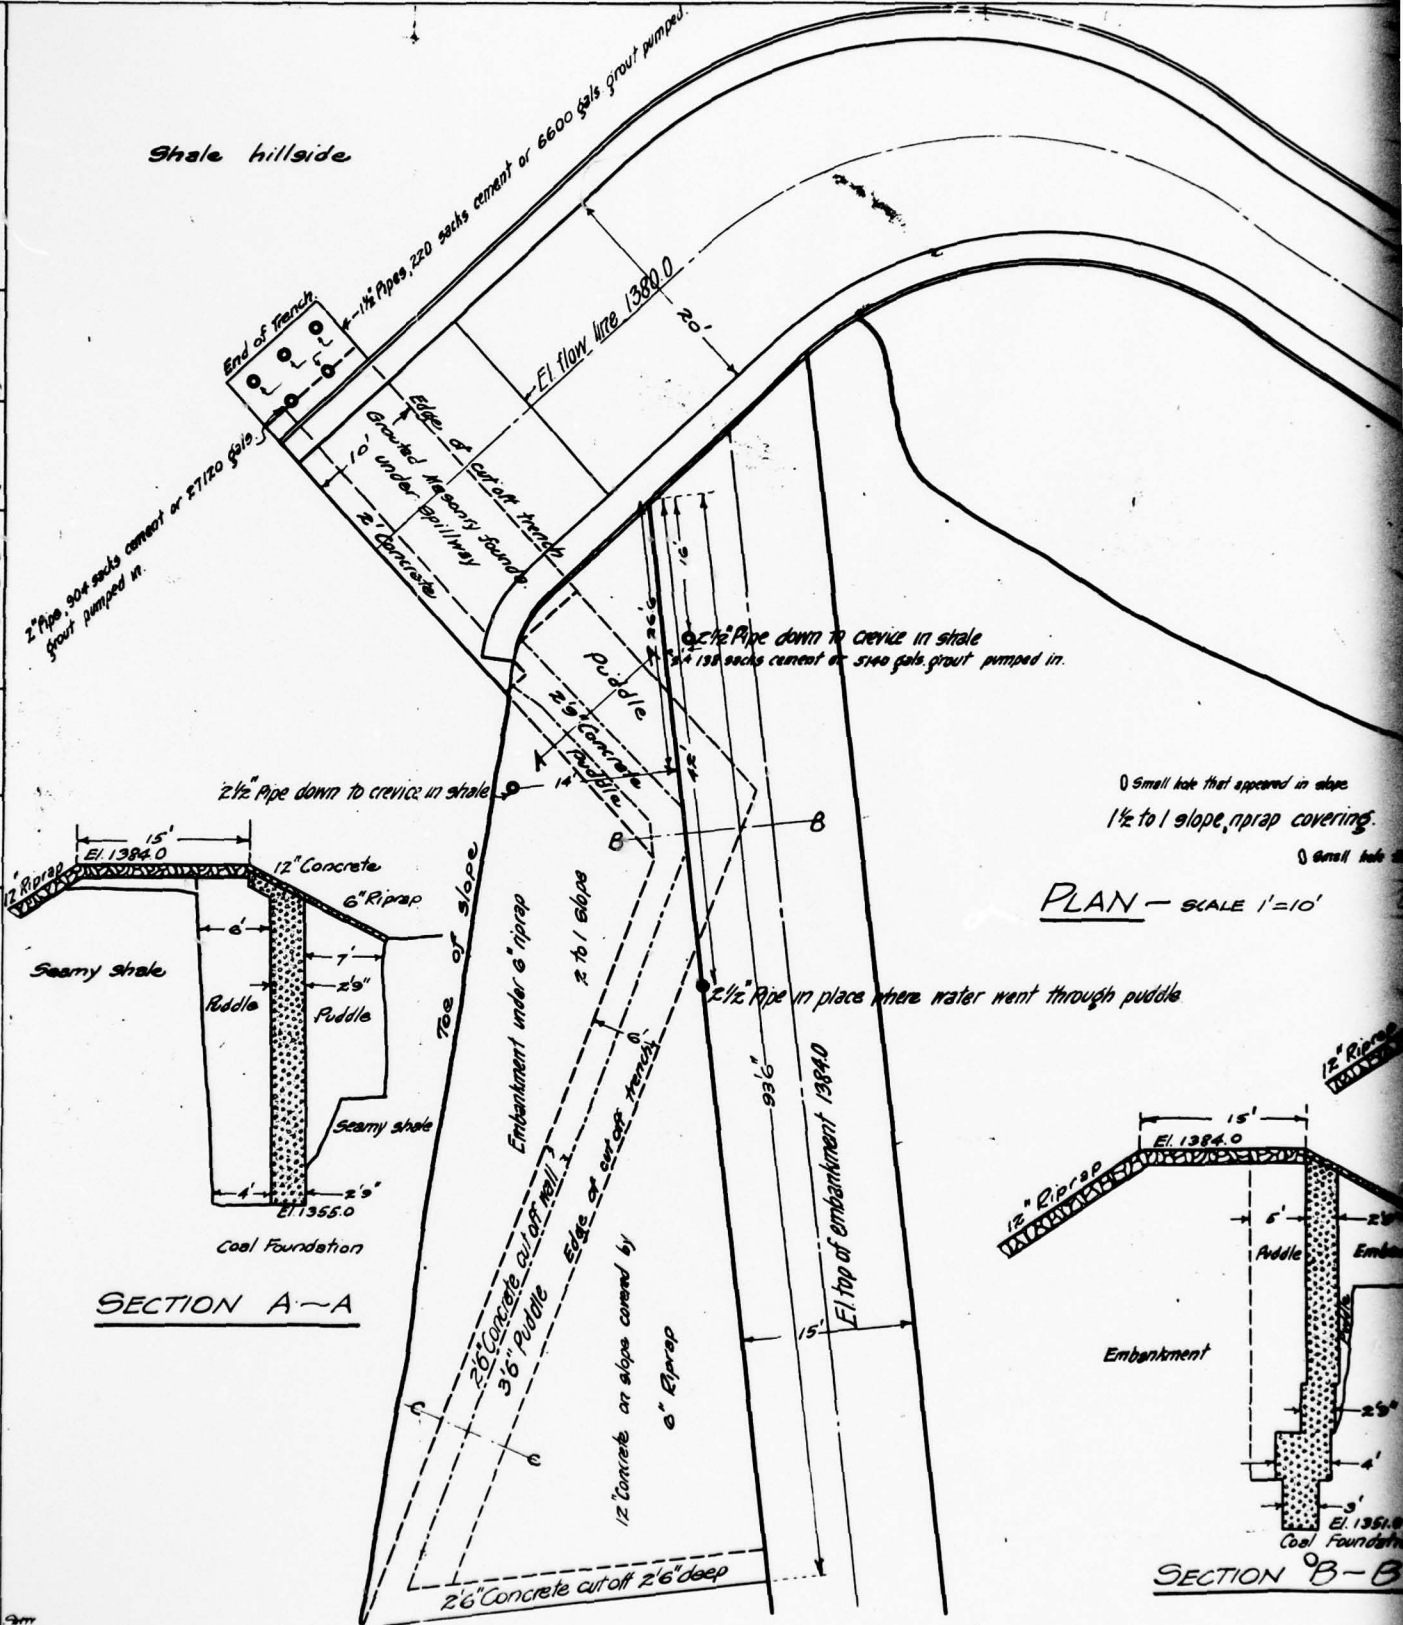 Shale hillside
1½" Pipes, 220 sacks cement or 6600 gals. grout pumped.
End of Trench.
5'
2" Pipe, 904 sacks cement or 27120 gals.
grout pumped in.
El. flow line 1380.0
20'
Edge of cut off trench
Grouted Masonry founda.
under spillway
10'
2' Concrete
16'
26'6"
2½" Pipe down to crevice in shale
138 sacks cement or 5140 gals. grout pumped in.
Puddle
2'9" Concrete
Puddle
A
14'
42'
2½" Pipe down to crevice in shale
B
B
Small hole that appeared in slope
1½ to 1 slope, riprap covering.
Small hole
PLAN — SCALE 1"=10'
2½" Pipe in place where water went through puddle
93'6"
El. top of embankment 1384.0
15'
Toe of slope
Embankment under 6" riprap
2 to 1 slope
6'
2'6" Concrete cut off wall
3'6" Puddle
Edge of cut off trench
12" Concrete on slope covered by
6" Riprap
C
C
2'6" Concrete cut off 2'6" deep
15'
El. 1384.0
12" Riprap
12" Concrete
6" Riprap
6'
7'
Seamy shale
2'9"
Puddle
Puddle
Seamy shale
4'
2'9"
El. 1355.0
Coal Foundation
SECTION A–A
12" Riprap
15'
El. 1384.0
12" Riprap
5'
Puddle
Puddle
Embankment
2'9"
4'
3'
Coal
SECTION B–B